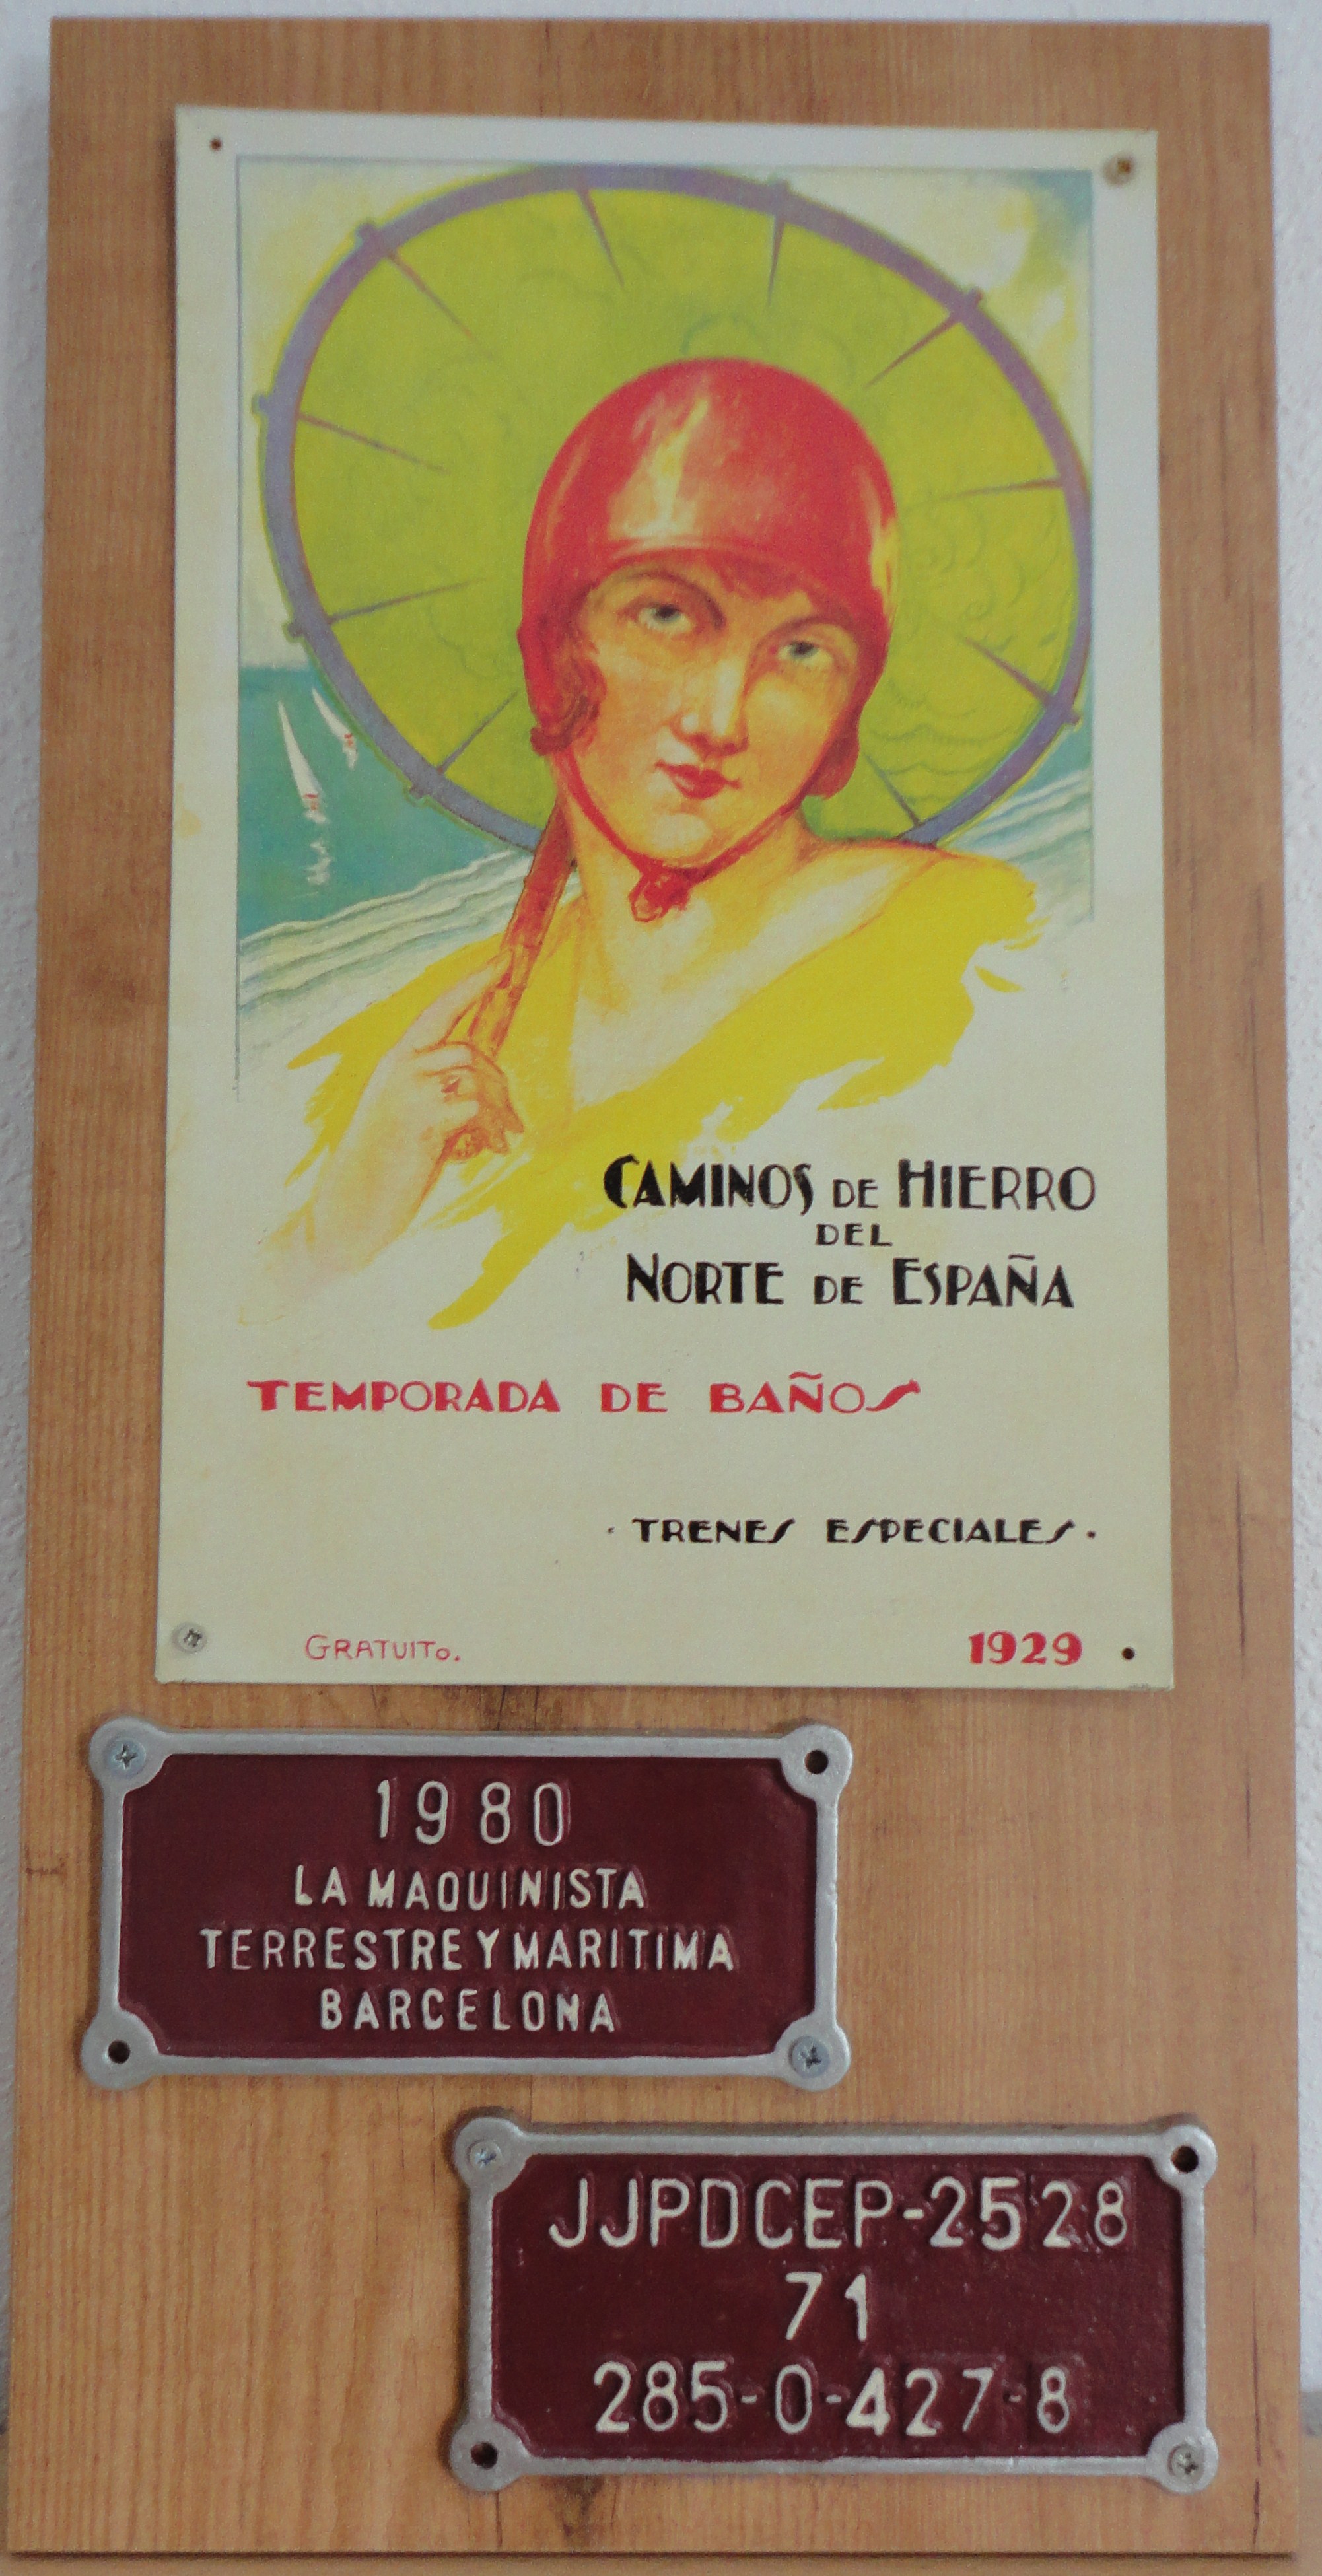 CAMINOS DE HIERRO
DEL
NORTE DE ESPAÑA
TEMPORADA DE BAÑOS
· TRENES ESPECIALES ·
GRATUITO.
1929
1980
LA MAQUINISTA
TERRESTRE Y MARITIMA
BARCELONA
JJPDCEP-2528
71
285-0-427-8